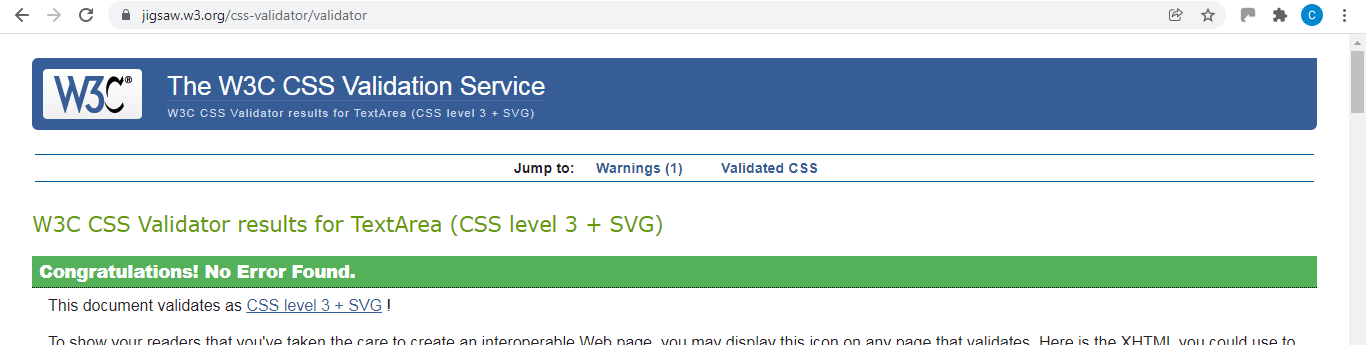 jigsaw.w3.org/css-validator/validator
C
W3C®
The W3C CSS Validation Service
W3C CSS Validator results for TextArea (CSS level 3 + SVG)
Jump to: Warnings (1) Validated CSS
W3C CSS Validator results for TextArea (CSS level 3 + SVG)
Congratulations! No Error Found.
This document validates as CSS level 3 + SVG !
To show your readers that you've taken the care to create an interoperable Web page, you may display this icon on any page that validates. Here is the XHTML you could use to